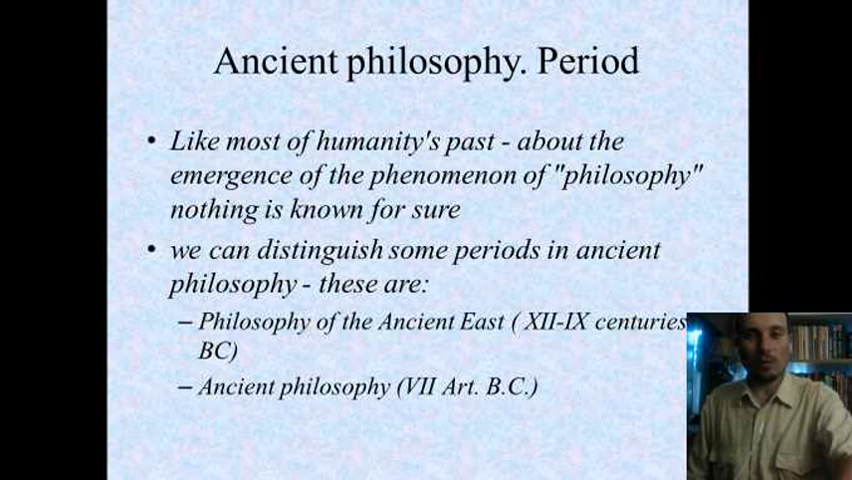 Ancient philosophy. Period
• Like most of humanity's past - about the
emergence of the phenomenon of "philosophy"
nothing is known for sure
• we can distinguish some periods in ancient
philosophy - these are:
– Philosophy of the Ancient East ( XII-IX centuries
BC)
– Ancient philosophy (VII Art. B.C.)